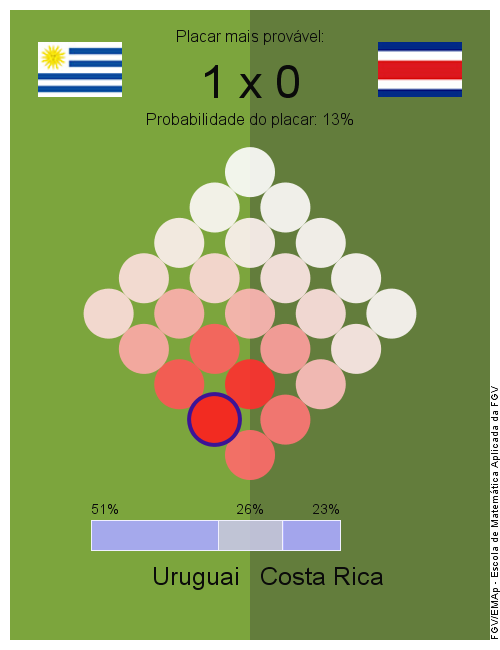 Placar mais provável:
1 x 0
Probabilidade do placar: 13%
51%
26%
23%
Uruguai
Costa Rica
FGV/EMAp - Escola de Matemática Aplicada da FGV